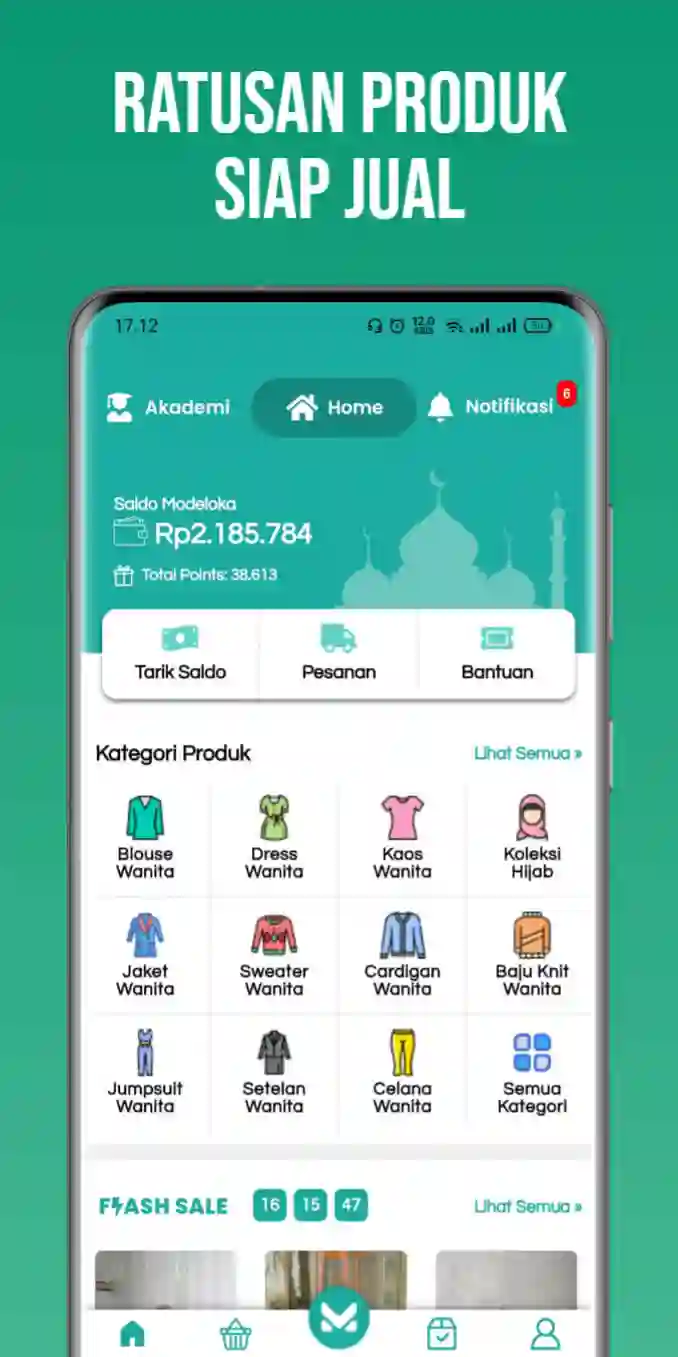 RATUSAN PRODUK
SIAP JUAL
17.12
Akademi
Home
Notifikasi
6
Saldo Modeloka
Rp2.185.784
Total Points: 38.613
Tarik Saldo
Pesanan
Bantuan
Kategori Produk
Lihat Semua »
Blouse
Wanita
Dress
Wanita
Kaos
Wanita
Koleksi
Hijab
Jaket
Wanita
Sweater
Wanita
Cardigan
Wanita
Baju Knit
Wanita
Jumpsuit
Wanita
Setelan
Wanita
Celana
Wanita
Semua
Kategori
FLASH SALE
16 15 47
Lihat Semua »